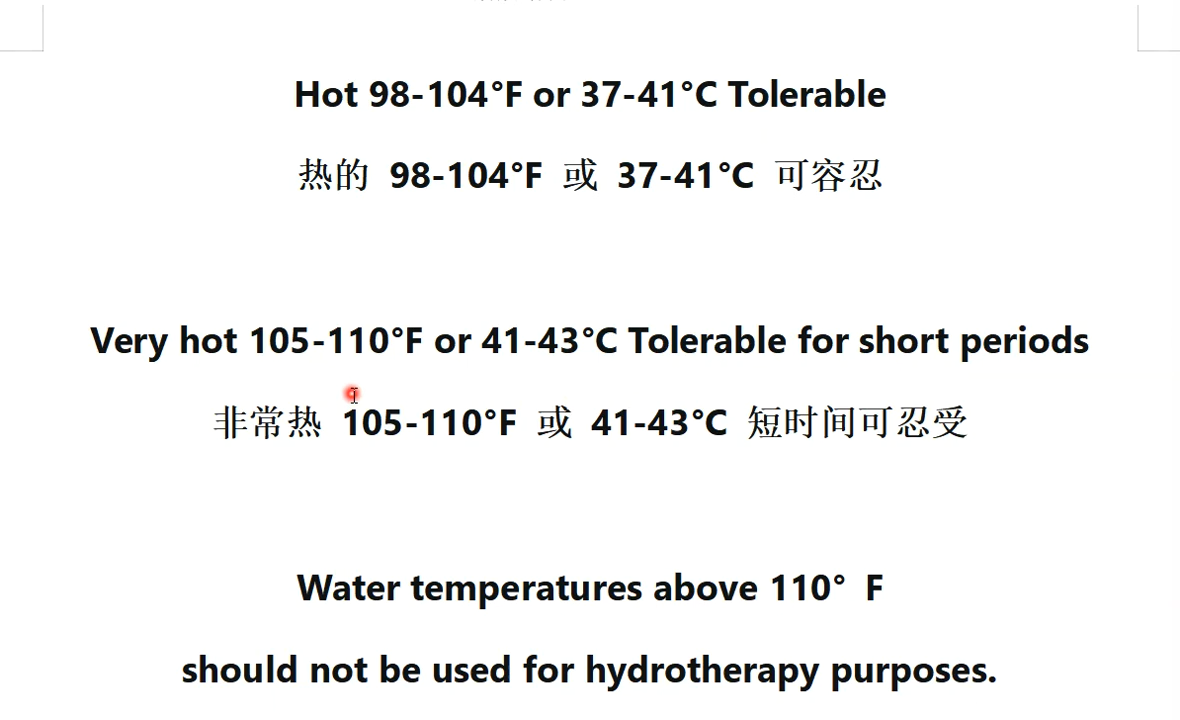 Hot 98-104°F or 37-41°C Tolerable
热的 98-104°F 或 37-41°C 可容忍
Very hot 105-110°F or 41-43°C Tolerable for short periods
非常热 105-110°F 或 41-43°C 短时间可忍受
Water temperatures above 110° F
should not be used for hydrotherapy purposes.